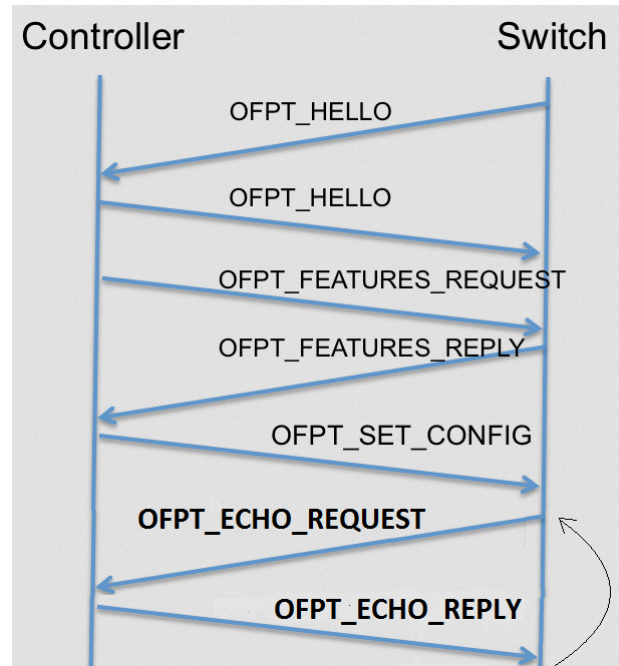 Controller
Switch
OFPT_HELLO
OFPT_HELLO
OFPT_FEATURES_REQUEST
OFPT_FEATURES_REPLY
OFPT_SET_CONFIG
OFPT_ECHO_REQUEST
OFPT_ECHO_REPLY